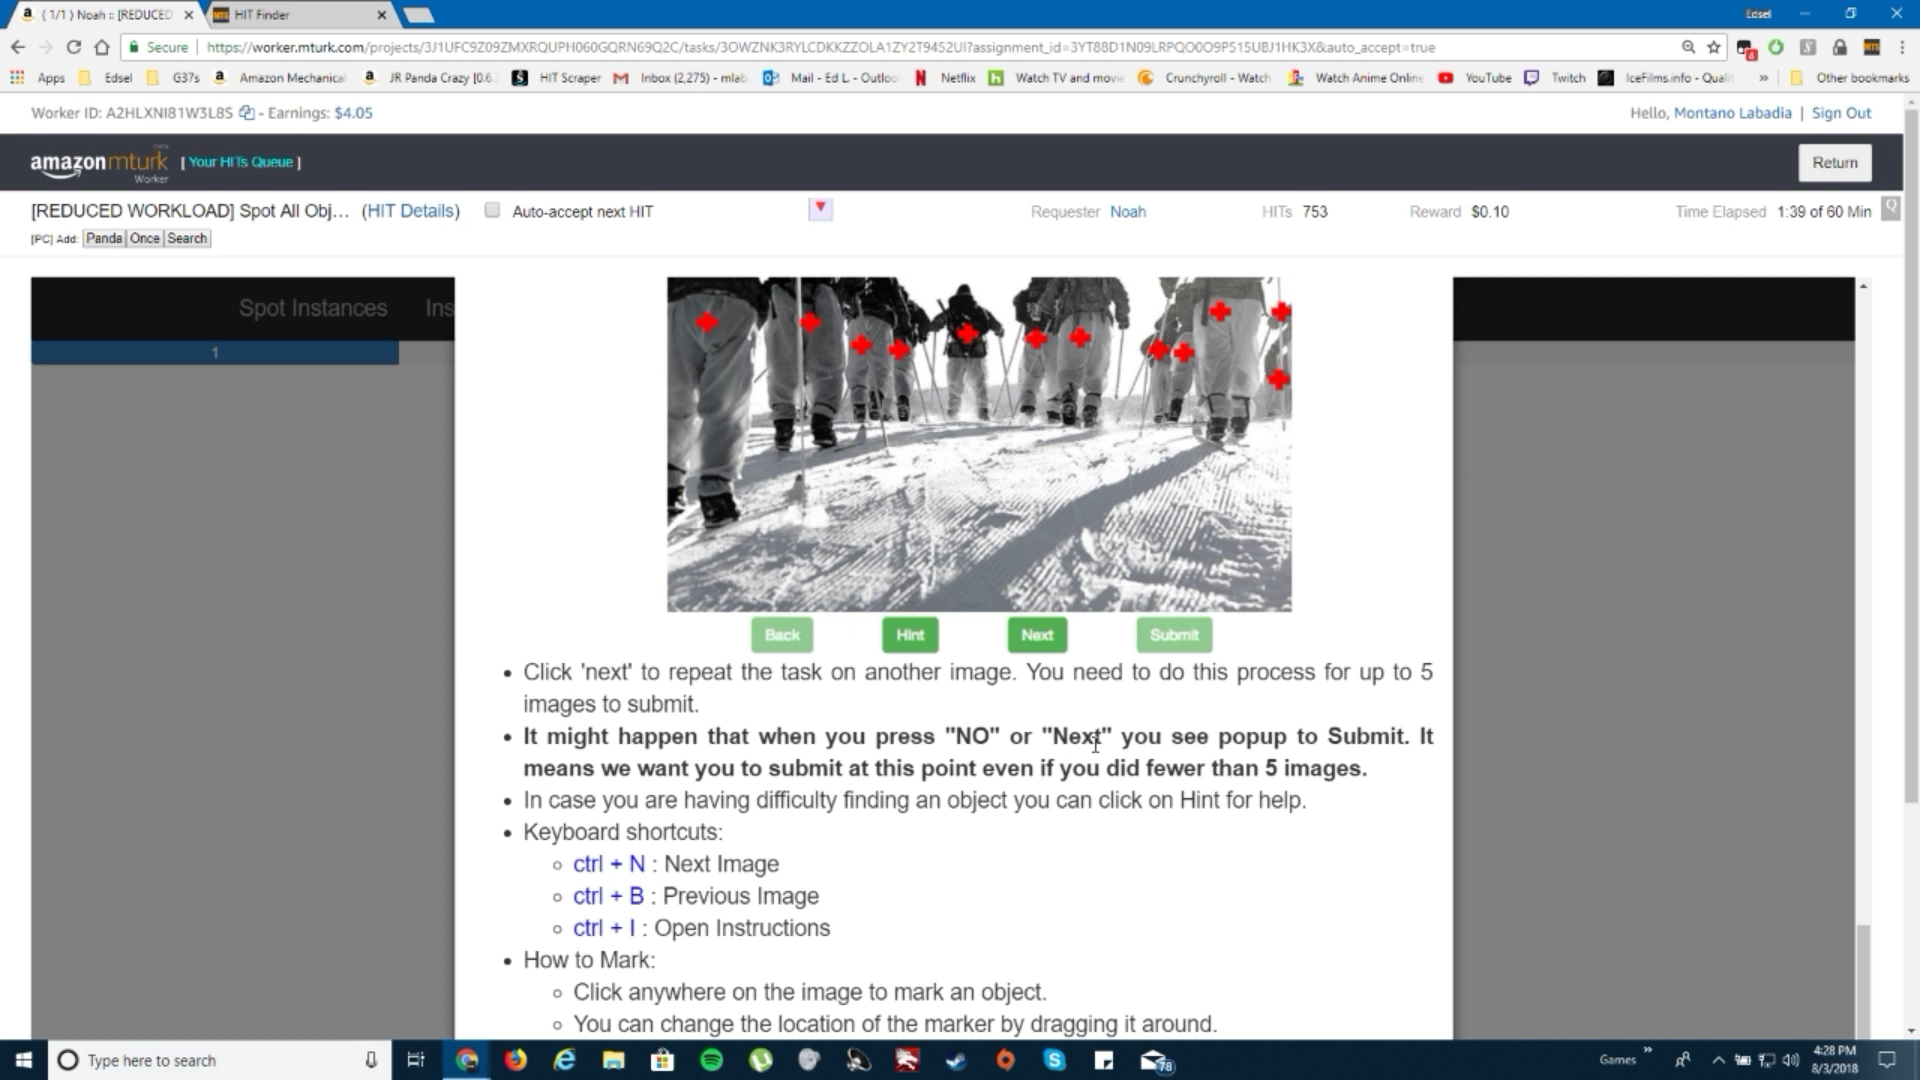 ( 1/1 ) Noah :: [REDUCED
HIT Finder
Edsel
Secure
https://worker.mturk.com/projects/3J1UFC9Z09ZMXRQUPH060GQRN69Q2C/tasks/3OWZNK3RYLCDKKZZOLA1ZY2T9452UI?assignment_id=3YT88D1N09LRPQO0O9P515UBJ1HK3X&auto_accept=true
Apps Edsel G37s Amazon Mechanical JR Panda Crazy [0.6. HIT Scraper Inbox (2,275) - mlab Mail - Ed L - Outloo Netflix Watch TV and movie Crunchyroll - Watch Watch Anime Online YouTube Twitch IceFilms.info - Quali » Other bookmarks
Worker ID: A2HLXNI81W3L8S - Earnings: $4.05
Hello, Montano Labadia | Sign Out
beta
amazonmturk
Worker
[ Your HITs Queue ]
Return
[REDUCED WORKLOAD] Spot All Obj... (HIT Details) Auto-accept next HIT Requester Noah HITs 753 Reward $0.10 Time Elapsed 1:39 of 60 Min
Q
[PC] Add: Panda Once Search
Spot Instances Ins
1
Back Hint Next Submit
• Click 'next' to repeat the task on another image. You need to do this process for up to 5
images to submit.
• It might happen that when you press "NO" or "Next" you see popup to Submit. It
means we want you to submit at this point even if you did fewer than 5 images.
• In case you are having difficulty finding an object you can click on Hint for help.
• Keyboard shortcuts:
ctrl + N : Next Image
ctrl + B : Previous Image
ctrl + I : Open Instructions
• How to Mark:
Click anywhere on the image to mark an object.
You can change the location of the marker by dragging it around.
Type here to search
78
Games »
4:28 PM
8/3/2018